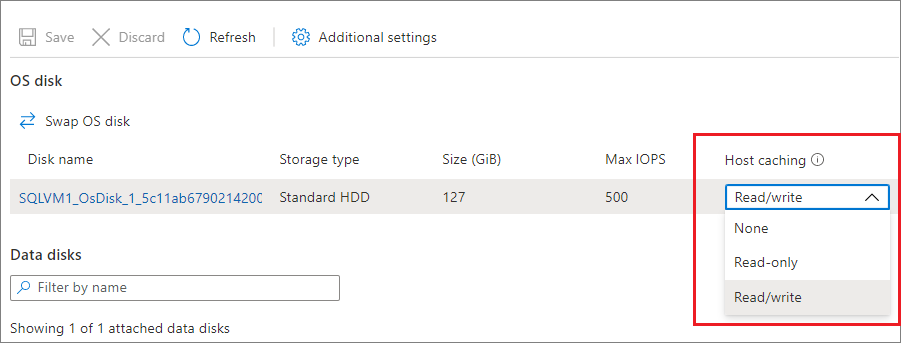 Save Discard Refresh Additional settings
OS disk
Swap OS disk
Disk name Storage type Size (GiB) Max IOPS Host caching
SQLVM1_OsDisk_1_5c11ab6790214200 Standard HDD 127 500 Read/write
None
Read-only
Read/write
Data disks
Filter by name
Showing 1 of 1 attached data disks